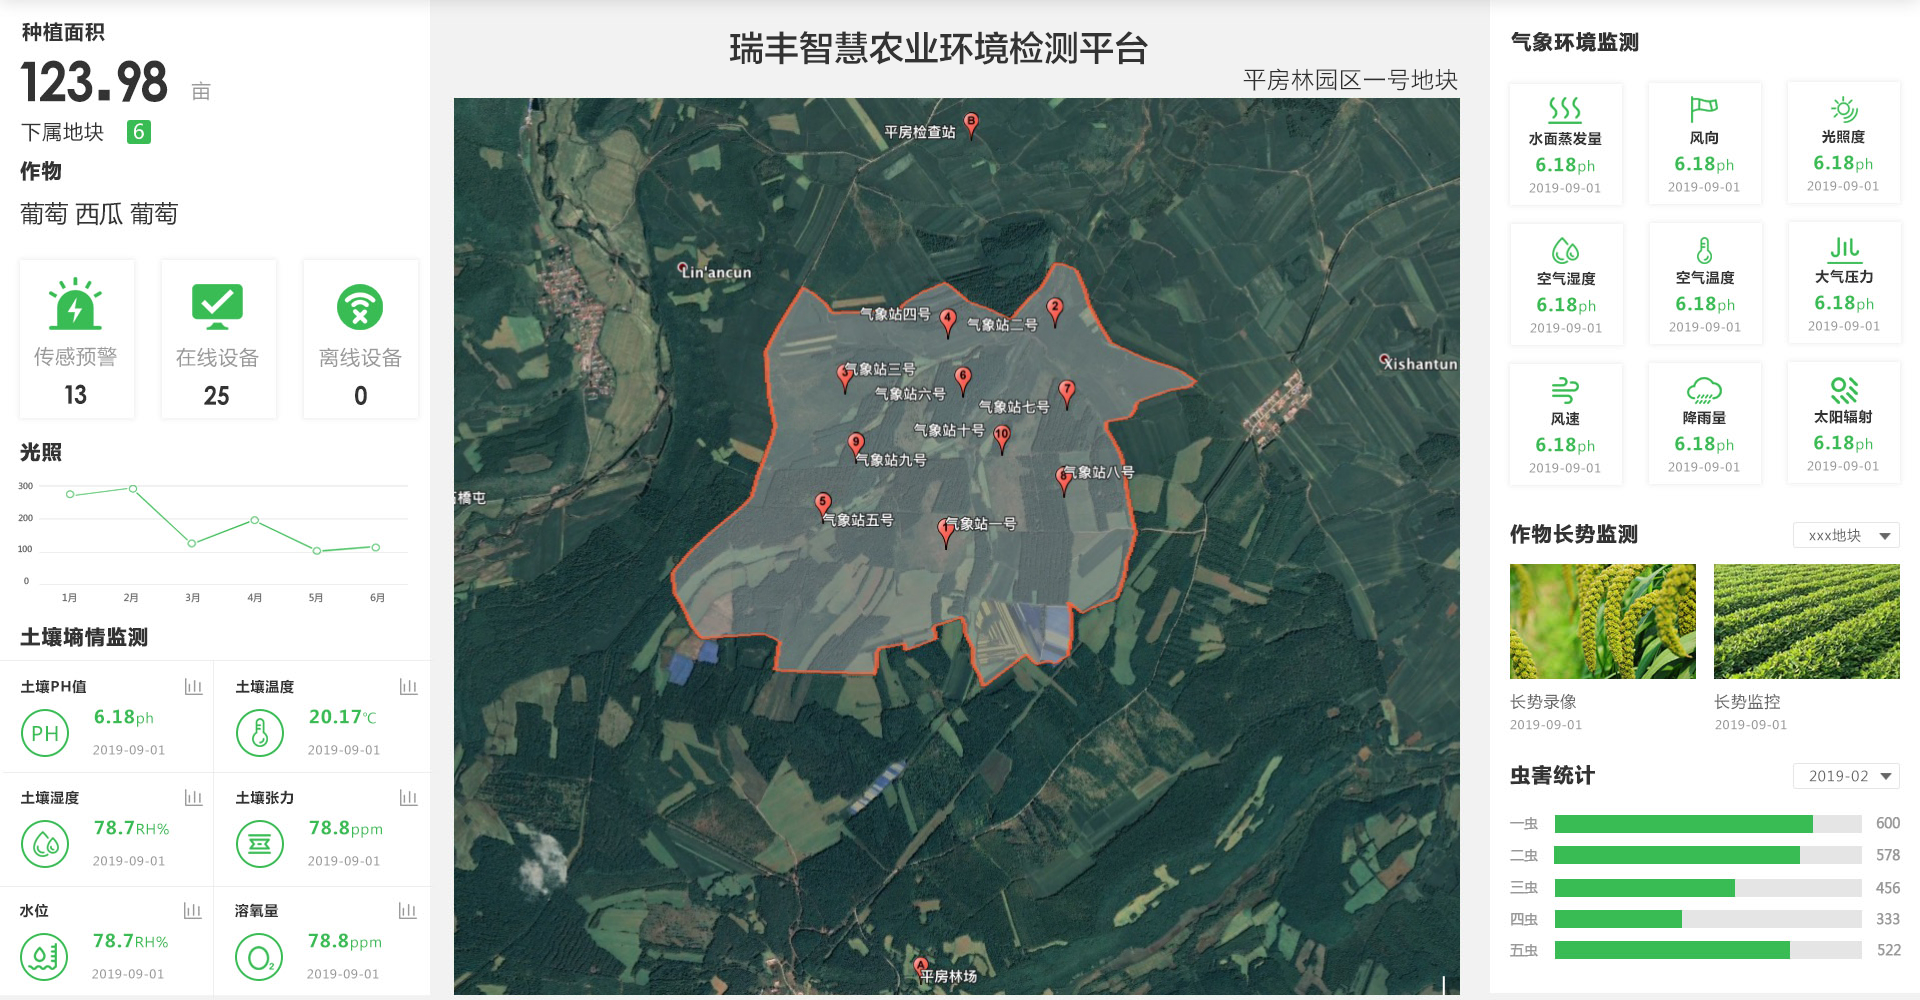 种植面积
123.98 亩
下属地块 6
作物
葡萄 西瓜 葡萄
传感预警
13
在线设备
25
离线设备
0
光照
300
200
100
0
1月 2月 3月 4月 5月 6月
土壤墒情监测
土壤PH值
PH
6.18ph
2019-09-01
土壤温度
20.17℃
2019-09-01
土壤湿度
78.7RH%
2019-09-01
土壤张力
78.8ppm
2019-09-01
水位
78.7RH%
2019-09-01
溶氧量
O2
78.8ppm
2019-09-01
瑞丰智慧农业环境检测平台
平房林园区一号地块
平房检查站 B
Lin'ancun
Xishantun
气象站四号 4
气象站二号 2
3 气象站三号
气象站六号 6
气象站七号 7
气象站十号 10
9 气象站九号
8 气象站八号
橋屯
5 气象站五号
1 气象站一号
A 平房林场
气象环境监测
水面蒸发量
6.18ph
2019-09-01
风向
6.18ph
2019-09-01
光照度
6.18ph
2019-09-01
空气湿度
6.18ph
2019-09-01
空气温度
6.18ph
2019-09-01
大气压力
6.18ph
2019-09-01
风速
6.18ph
2019-09-01
降雨量
6.18ph
2019-09-01
太阳辐射
6.18ph
2019-09-01
作物长势监测
xxx地块
长势录像
2019-09-01
长势监控
2019-09-01
虫害统计
2019-02
一虫 600
二虫 578
三虫 456
四虫 333
五虫 522